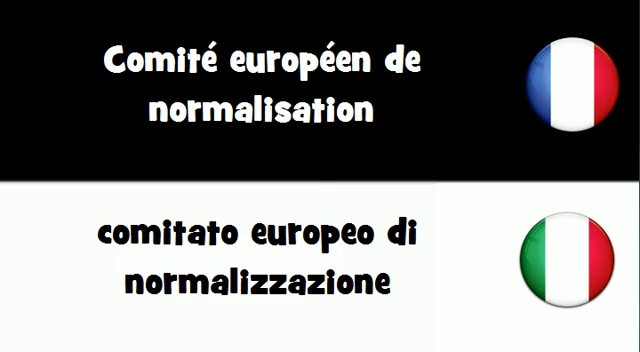 Comité européen de
normalisation
comitato europeo di
normalizzazione